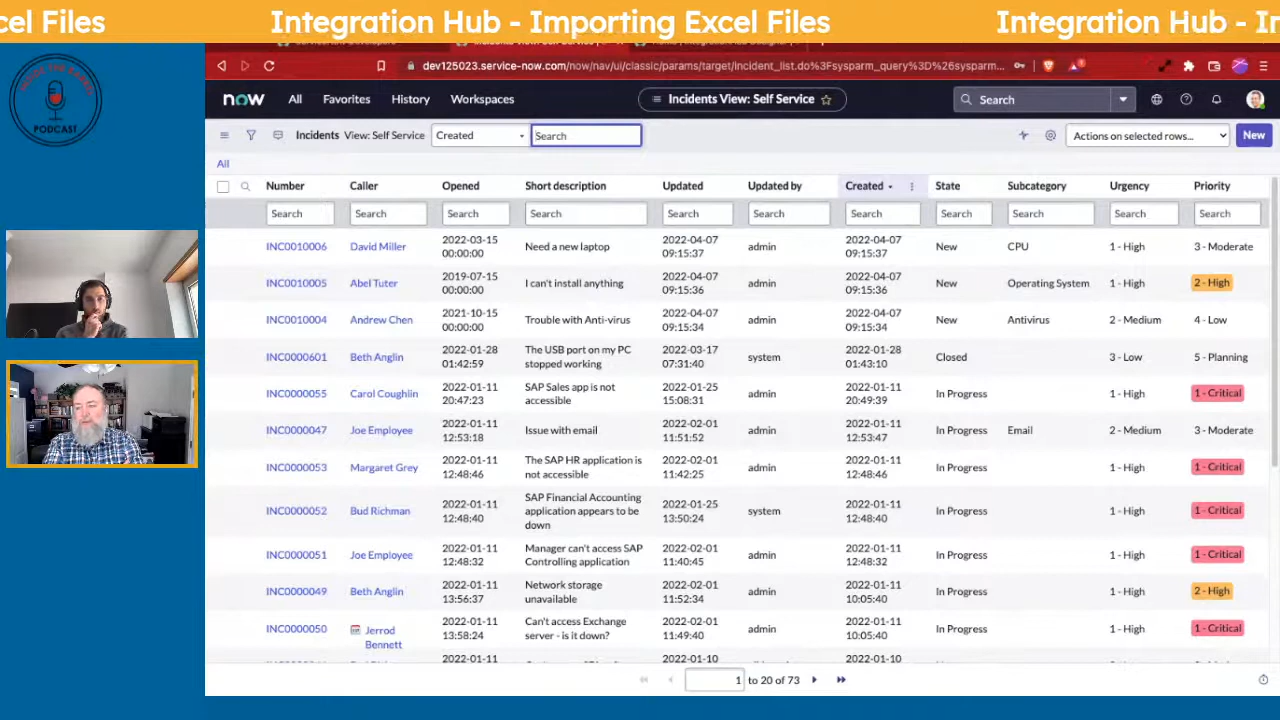 cel Files
Integration Hub - Importing Excel Files
Integration Hub - In
PODCAST
dev125023.service-now.com/now/nav/ui/classic/params/target/incident_list.do%3Fsysparm_query%3D%26sysparm...
now All Favorites History Workspaces Incidents View: Self Service Search
Incidents View: Self Service Created Search Actions on selected rows... New
All
Number Caller Opened Short description Updated Updated by Created State Subcategory Urgency Priority
Search Search Search Search Search Search Search Search Search Search Search
INC0010006 David Miller 2022-03-15 00:00:00 Need a new laptop 2022-04-07 09:15:37 admin 2022-04-07 09:15:37 New CPU 1 - High 3 - Moderate
INC0010005 Abel Tuter 2019-07-15 00:00:00 I can't install anything 2022-04-07 09:15:36 admin 2022-04-07 09:15:36 New Operating System 1 - High 2 - High
INC0010004 Andrew Chen 2021-10-15 00:00:00 Trouble with Anti-virus 2022-04-07 09:15:34 admin 2022-04-07 09:15:34 New Antivirus 2 - Medium 4 - Low
INC0000601 Beth Anglin 2022-01-28 01:42:59 The USB port on my PC stopped working 2022-03-17 07:31:40 system 2022-01-28 01:43:10 Closed 3 - Low 5 - Planning
INC0000055 Carol Coughlin 2022-01-11 20:47:23 SAP Sales app is not accessible 2022-01-25 15:08:31 admin 2022-01-11 20:49:39 In Progress 1 - High 1 - Critical
INC0000047 Joe Employee 2022-01-11 12:53:18 Issue with email 2022-02-01 11:51:52 admin 2022-01-11 12:53:47 In Progress Email 2 - Medium 3 - Moderate
INC0000053 Margaret Grey 2022-01-11 12:48:46 The SAP HR application is not accessible 2022-02-01 11:42:25 admin 2022-01-11 12:48:46 In Progress 1 - High 1 - Critical
INC0000052 Bud Richman 2022-01-11 12:48:40 SAP Financial Accounting application appears to be down 2022-01-25 13:50:24 system 2022-01-11 12:48:40 In Progress 1 - High 1 - Critical
INC0000051 Joe Employee 2022-01-11 12:48:32 Manager can't access SAP Controlling application 2022-02-01 11:40:45 admin 2022-01-11 12:48:32 In Progress 1 - High 1 - Critical
INC0000049 Beth Anglin 2022-01-11 13:56:37 Network storage unavailable 2022-02-01 11:52:34 admin 2022-01-11 10:05:40 In Progress 1 - High 2 - High
INC0000050 Jerrod Bennett 2022-01-11 13:58:24 Can't access Exchange server - is it down? 2022-02-01 11:49:40 admin 2022-01-11 10:05:40 In Progress 1 - High 1 - Critical
2022-01-11 2022-01-10 2022-01-10
1 to 20 of 73